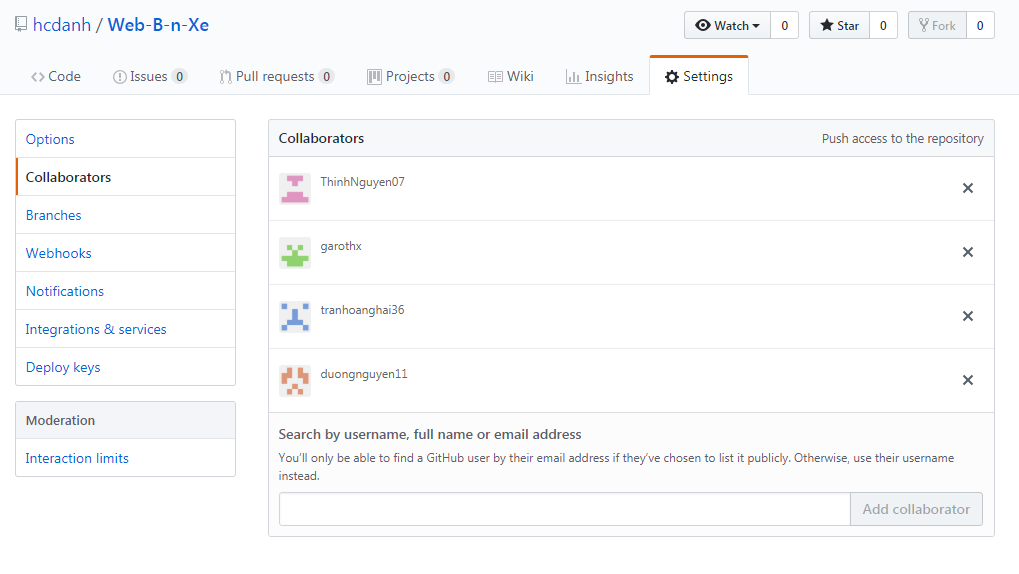 hcdanh / Web-B-n-Xe
Watch 0 Star 0 Fork 0
Code Issues 0 Pull requests 0 Projects 0 Wiki Insights Settings
Options
Collaborators
Branches
Webhooks
Notifications
Integrations & services
Deploy keys
Moderation
Interaction limits
Collaborators Push access to the repository
ThinhNguyen07
garothx
tranhoanghai36
duongnguyen11
Search by username, full name or email address
You’ll only be able to find a GitHub user by their email address if they’ve chosen to list it publicly. Otherwise, use their username
instead.
Add collaborator